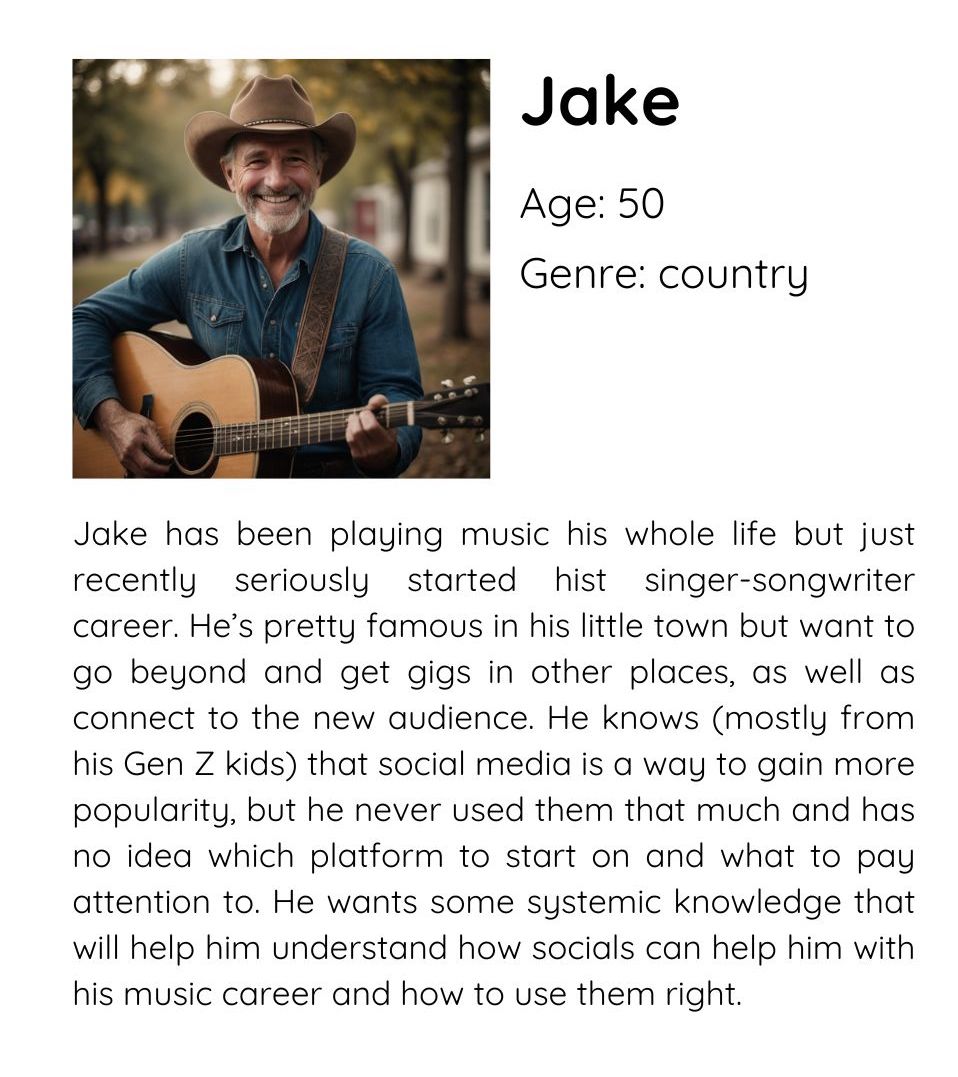 Jake
Age: 50
Genre: country
Jake has been playing music his whole life but just
recently seriously started hist singer-songwriter
career. He’s pretty famous in his little town but want to
go beyond and get gigs in other places, as well as
connect to the new audience. He knows (mostly from
his Gen Z kids) that social media is a way to gain more
popularity, but he never used them that much and has
no idea which platform to start on and what to pay
attention to. He wants some systemic knowledge that
will help him understand how socials can help him with
his music career and how to use them right.